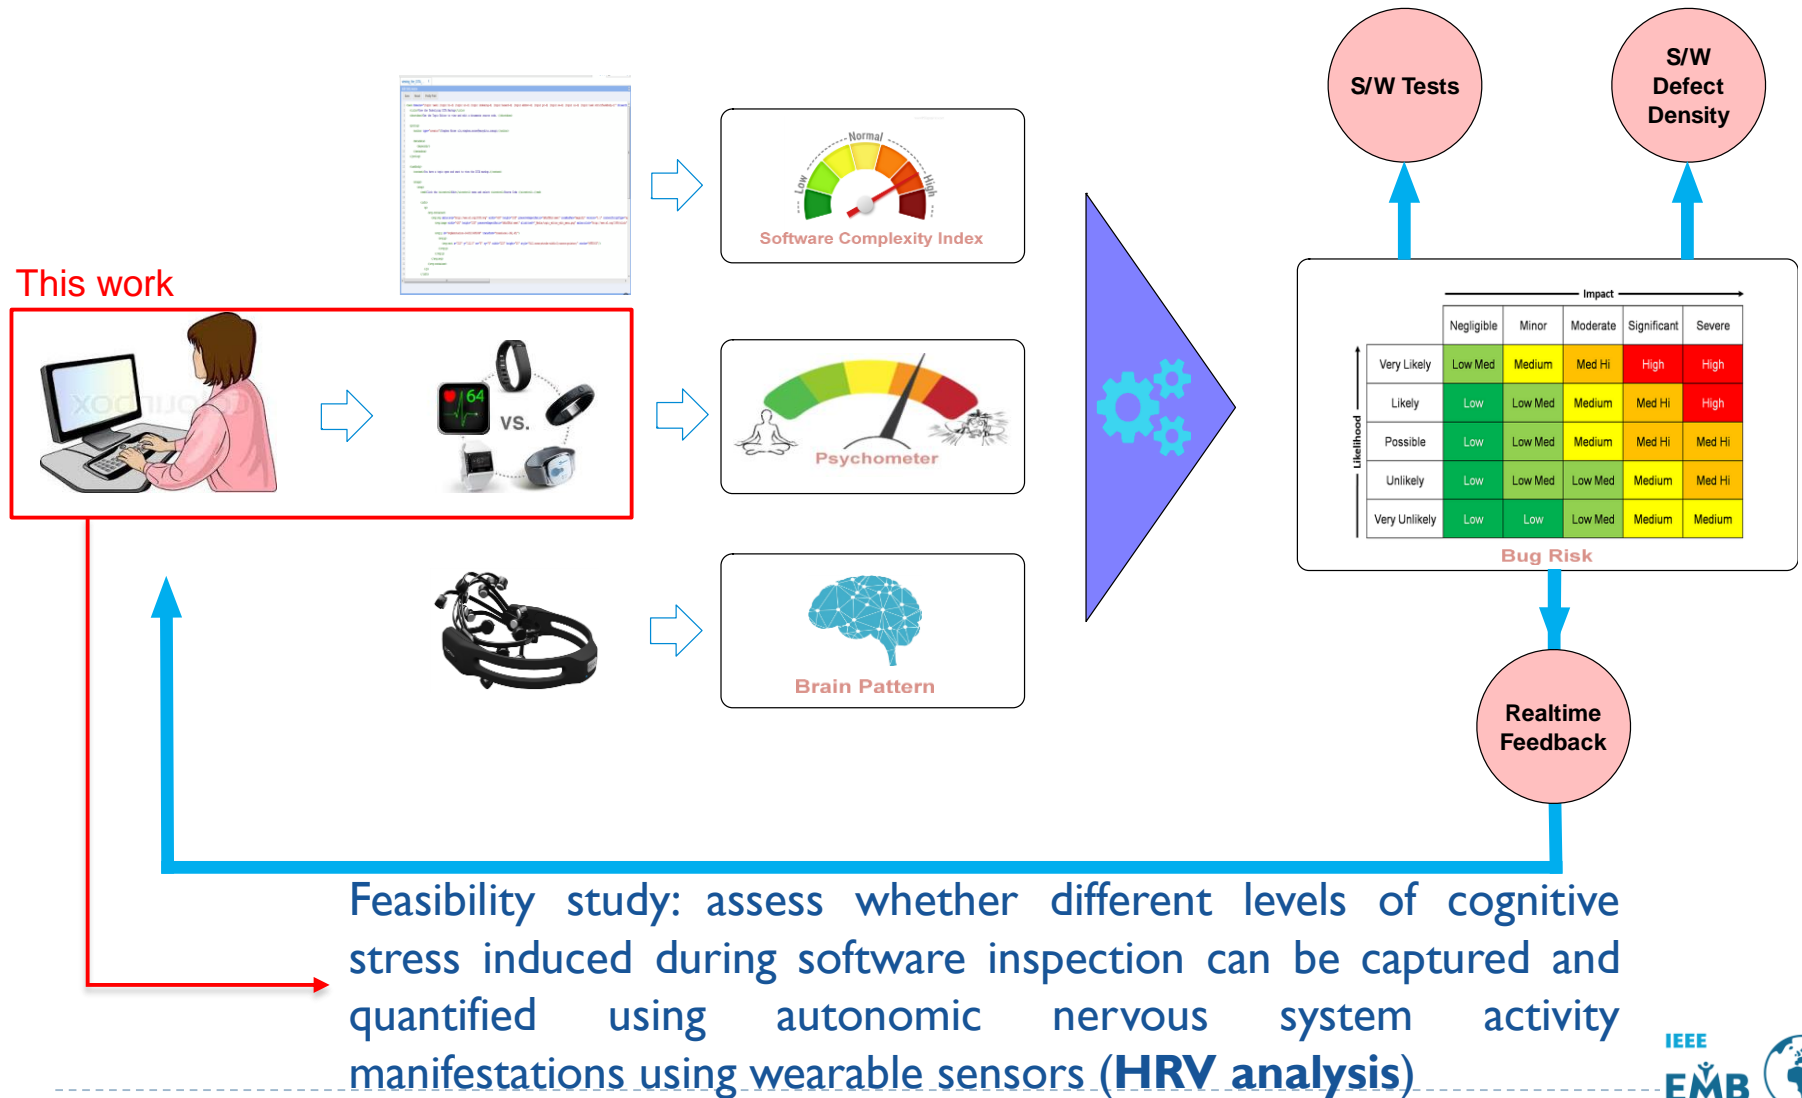 S/W Tests
S/W
Defect
Density
Low
Normal
High
Software Complexity Index
This work
64
VS.
Psychometer
Brain Pattern
Impact
Negligible Minor Moderate Significant Severe
Likelihood
Very Likely Low Med Medium Med Hi High High
Likely Low Low Med Medium Med Hi High
Possible Low Low Med Medium Med Hi Med Hi
Unlikely Low Low Med Low Med Medium Med Hi
Very Unlikely Low Low Low Med Medium Medium
Bug Risk
Realtime
Feedback
Feasibility study: assess whether different levels of cognitive
stress induced during software inspection can be captured and
quantified using autonomic nervous system activity
manifestations using wearable sensors (HRV analysis)
IEEE
EMB